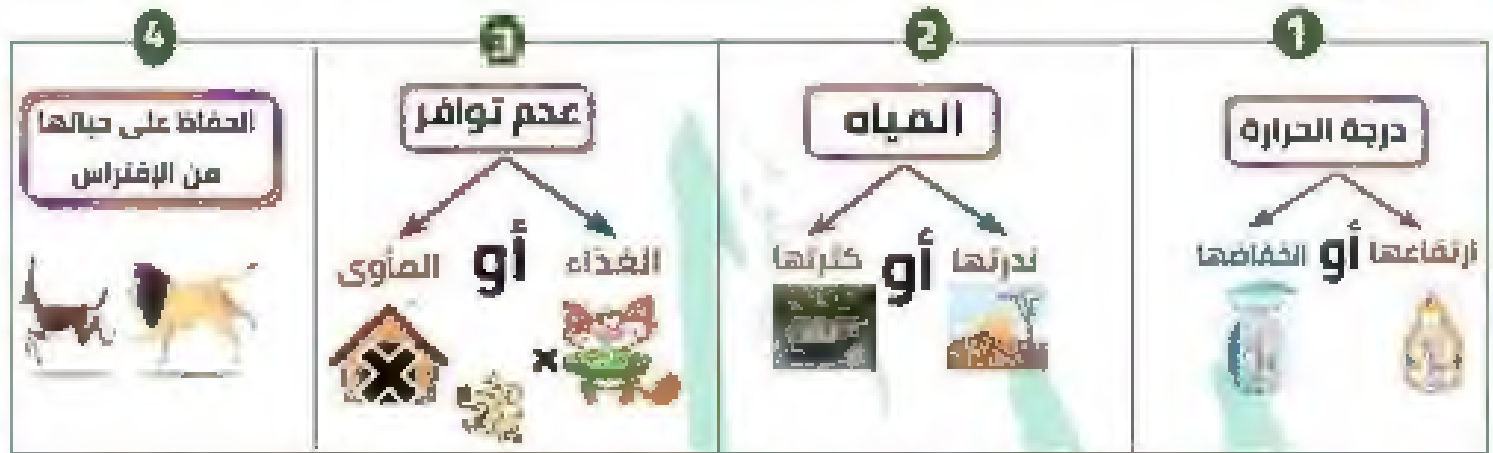 1
درجة الحرارة
ارتفاعها أو انخفاضها
2
المياه
ندرتها أو كثرتها
3
عدم توافر
الغذاء أو المأوى
4
الحفاظ على حياتها
من الإفتراس